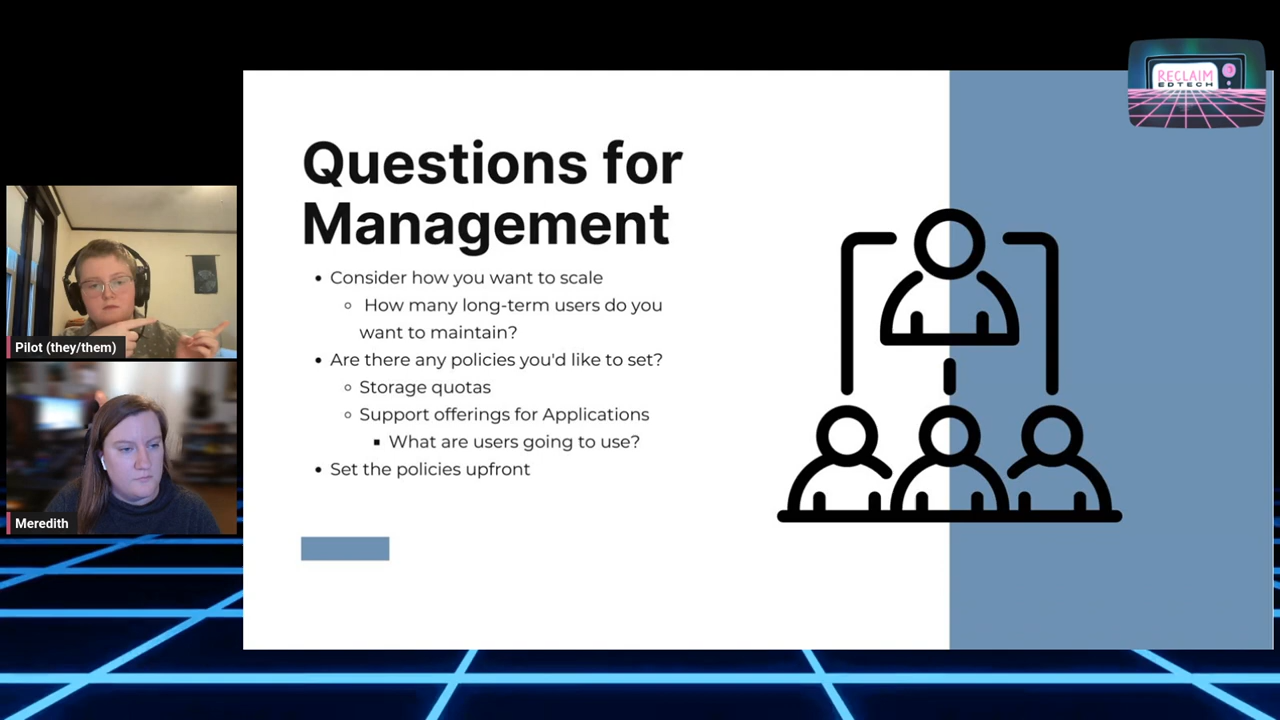 RECLAIM
EDTECH
Questions for
Management
• Consider how you want to scale
◦ How many long-term users do you
want to maintain?
• Are there any policies you'd like to set?
◦ Storage quotas
◦ Support offerings for Applications
▪ What are users going to use?
• Set the policies upfront
Pilot (they/them)
Meredith